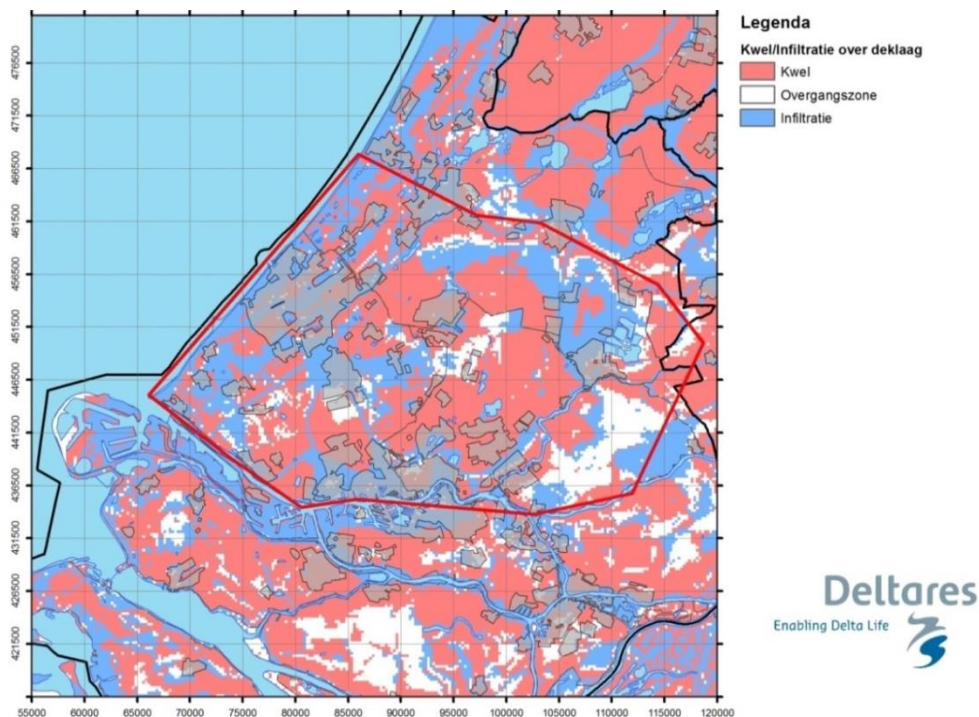 Legenda
Kwel/Infiltratie over deklaag
Kwel
Overgangszone
Infiltratie
476500
471500
466500
461500
456500
451500
446500
441500
436500
431500
426500
421500
55000 60000 65000 70000 75000 80000 85000 90000 95000 100000 105000 110000 115000 120000
Deltares
Enabling Delta Life